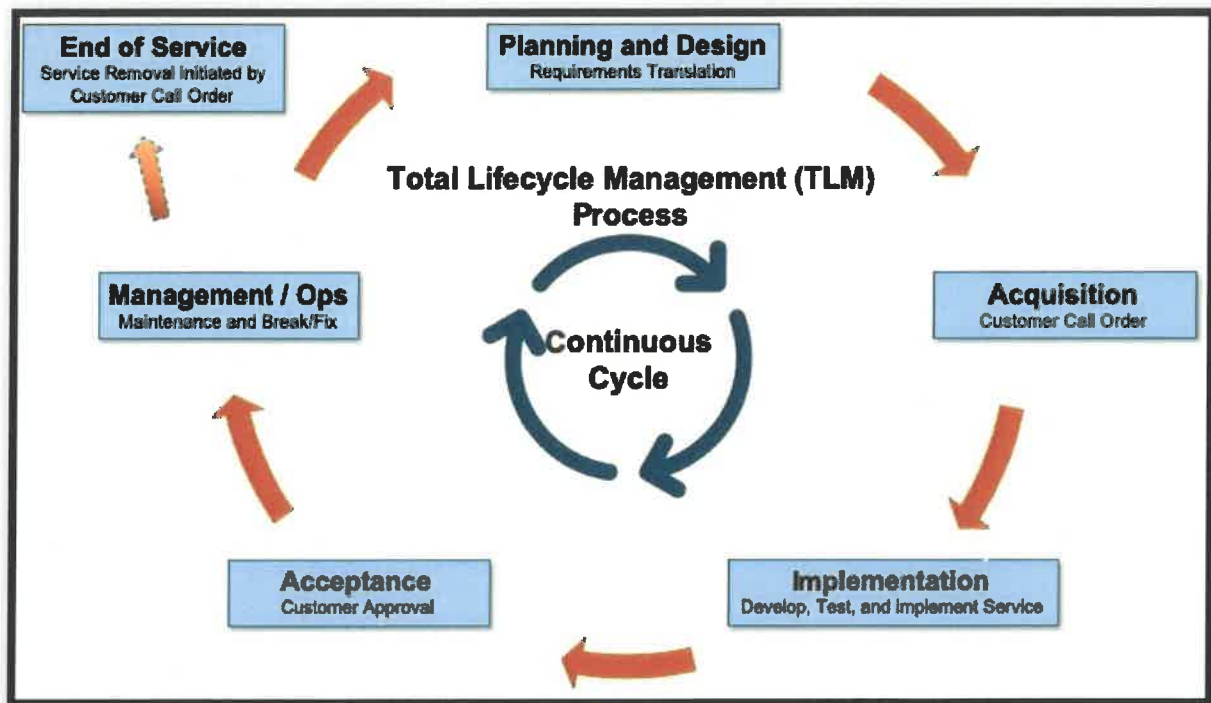 End of Service
Service Removal Initiated by
Customer Call Order
Planning and Design
Requirements Translation
Total Lifecycle Management (TLM)
Process
Management / Ops
Maintenance and Break/Fix
Acquisition
Customer Call Order
Continuous
Cycle
Acceptance
Customer Approval
Implementation
Develop, Test, and Implement Service